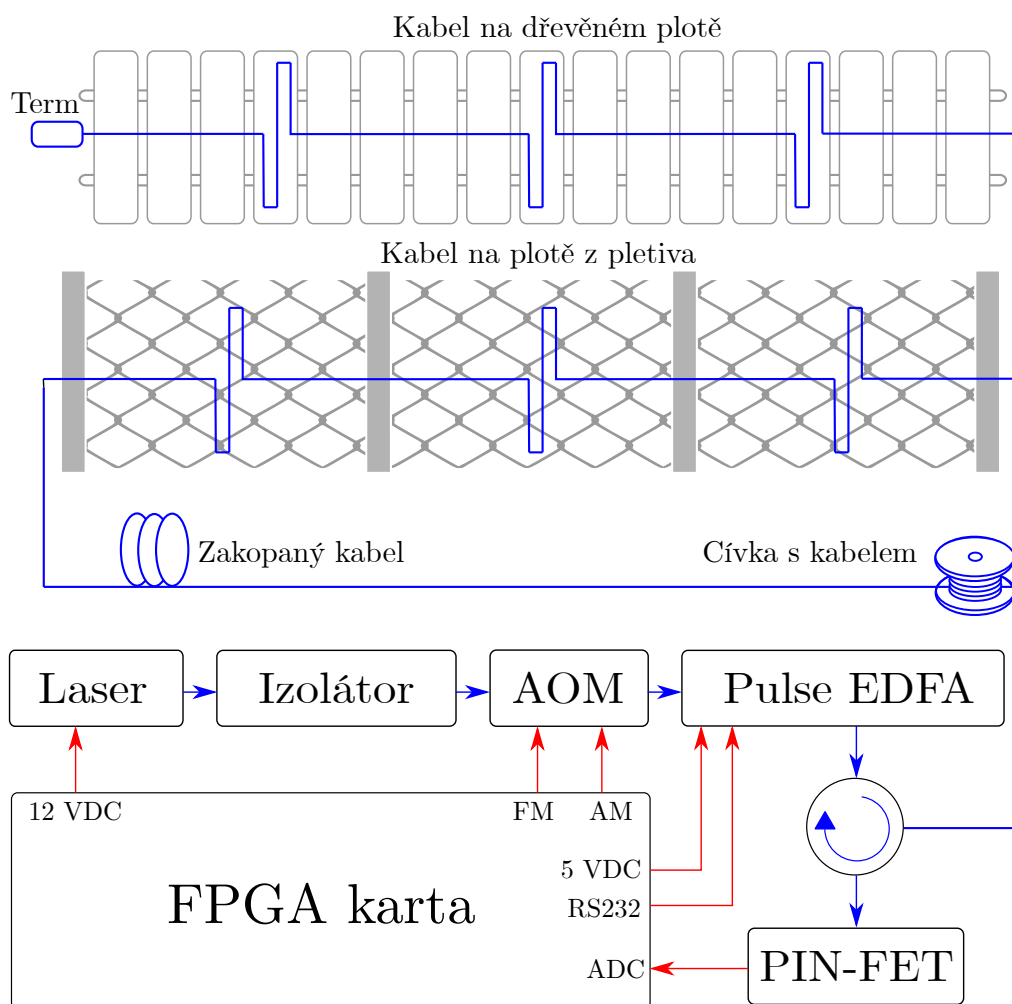 Kabel na dřevěném plotě
Term
Kabel na plotě z pletiva
Zakopaný kabel
Cívka s kabelem
Laser
Izolátor
AOM
Pulse EDFA
12 VDC
FM
AM
5 VDC
FPGA karta
RS232
ADC
PIN-FET